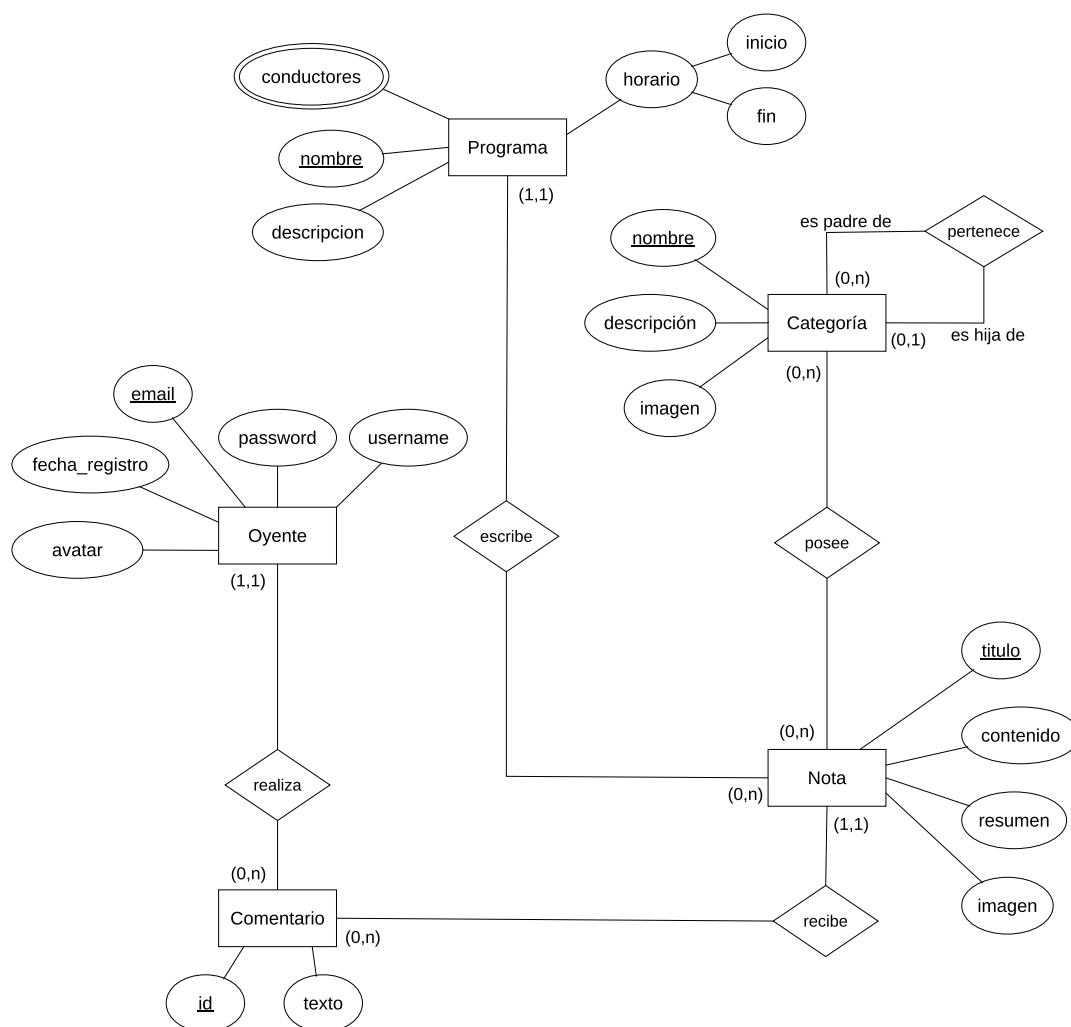 inicio
conductores
horario
fin
Programa
nombre
(1,1)
descripcion
es padre de
pertenece
nombre
(0,n)
descripción
Categoría
(0,1)
es hija de
(0,n)
email
imagen
password
username
fecha_registro
Oyente
escribe
posee
avatar
(1,1)
titulo
(0,n)
contenido
Nota
realiza
(0,n)
resumen
(1,1)
(0,n)
imagen
Comentario
recibe
(0,n)
id
texto